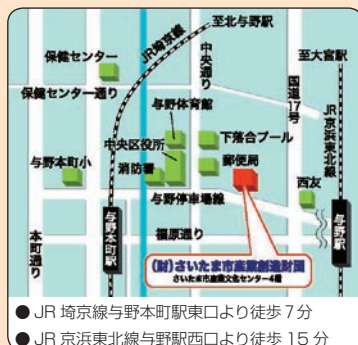 至北与野駅
至大宮駅
JR埼京線
中央通り
国道17号
保健センター
保健センター通り
JR京浜東北線
与野体育館
中央区役所
下落合プール
消防署
郵便局
与野本町小
与野停車場線
西友
本町通り
与野本町駅
福原通り
与野駅
(財)さいたま市産業創造財団
さいたま市産業文化センター4階
● JR 埼京線与野本町駅東口より徒歩7分
● JR 京浜東北線与野駅西口より徒歩 15 分